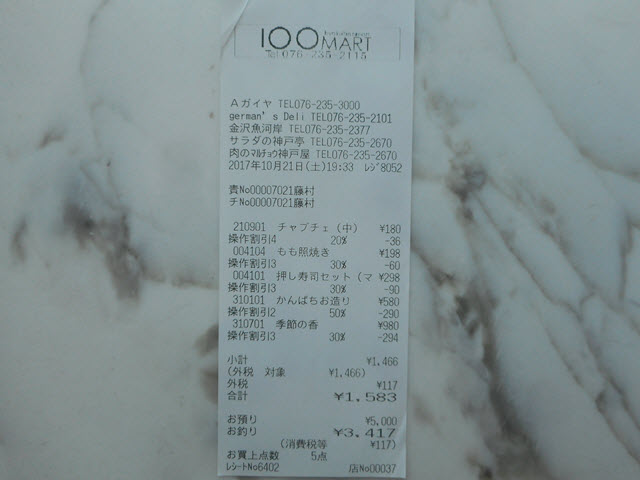 100MART
Tel 076-235-2115
Aガイヤ TEL076-235-3000
german's Deli TEL076-235-2101
金沢魚河岸 TEL076-235-2377
サラダの神戸亭 TEL076-235-2670
肉のマルチョウ神戸屋 TEL076-235-2670
2017年10月21日(土)19:33 レジ8052
責No00007021藤村
チNo00007021藤村
210901 チャプチェ(中) ¥180
操作割引4 20% -36
004104 もも照焼き ¥198
操作割引3 30% -60
004101 押し寿司セット(マ ¥298
操作割引3 30% -90
310101 かんぱちお造り ¥580
操作割引2 50% -290
310701 季節の香 ¥980
操作割引3 30% -294
小計 ¥1,466
(外税 対象 ¥1,466)
外税 ¥117
合計 ¥1,583
お預り ¥5,000
お釣り ¥3,417
(消費税等 ¥117)
お買上点数 5点
レシートNo6402 店No00037